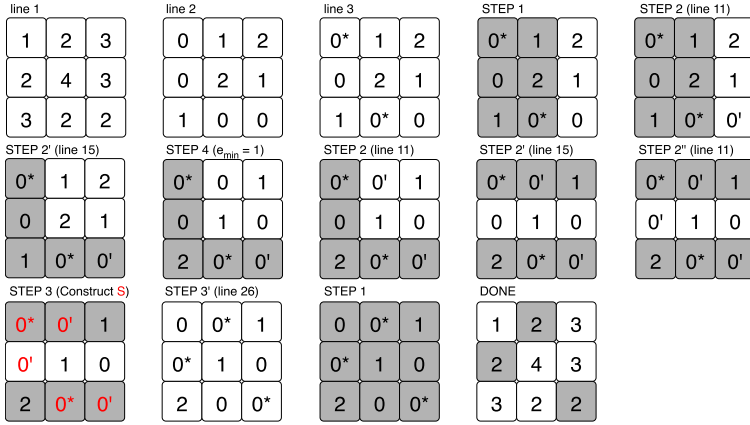 line 1 line 2 line 3 STEP 1 STEP 2 (line 11)
1 2 3 0 1 2 0* 1 2 0* 1 2 0* 1 2
2 4 3 0 2 1 0 2 1 0 2 1 0 2 1
3 2 2 1 0 0 1 0* 0 1 0* 0 1 0* 0'
STEP 2' (line 15) STEP 4 (emin = 1) STEP 2 (line 11) STEP 2' (line 15) STEP 2" (line 11)
0* 1 2 0* 0 1 0* 0' 1 0* 0' 1 0* 0' 1
0 2 1 0 1 0 0 1 0 0 1 0 0' 1 0
1 0* 0' 2 0* 0' 2 0* 0' 2 0* 0' 2 0* 0'
STEP 3 (Construct S) STEP 3' (line 26) STEP 1 DONE
0* 0' 1 0 0* 1 0 0* 1 1 2 3
0' 1 0 0* 1 0 0* 1 0 2 4 3
2 0* 0' 2 0 0* 2 0 0* 3 2 2